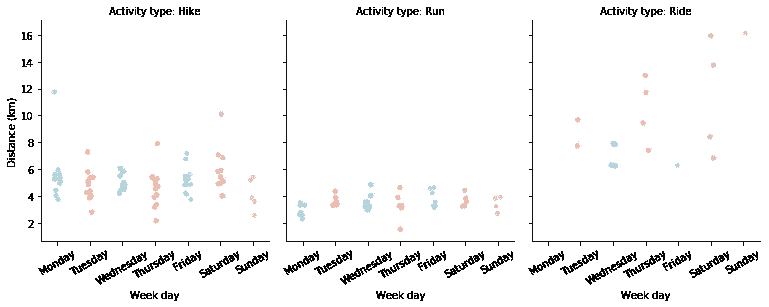 Activity type: Hike
Activity type: Run
Activity type: Ride
Distance (km)
16
14
12
10
8
6
4
2
Monday
Tuesday
Wednesday
Thursday
Friday
Saturday
Sunday
Monday
Tuesday
Wednesday
Thursday
Friday
Saturday
Sunday
Monday
Tuesday
Wednesday
Thursday
Friday
Saturday
Sunday
Week day
Week day
Week day